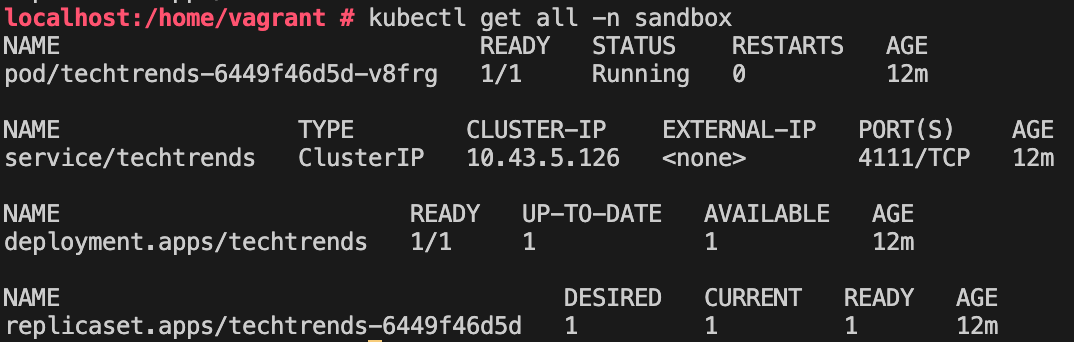 localhost:/home/vagrant # kubectl get all -n sandbox
NAME READY STATUS RESTARTS AGE
pod/techtrends-6449f46d5d-v8frg 1/1 Running 0 12m
NAME TYPE CLUSTER-IP EXTERNAL-IP PORT(S) AGE
service/techtrends ClusterIP 10.43.5.126 <none> 4111/TCP 12m
NAME READY UP-TO-DATE AVAILABLE AGE
deployment.apps/techtrends 1/1 1 1 12m
NAME DESIRED CURRENT READY AGE
replicaset.apps/techtrends-6449f46d5d 1 1 1 12m